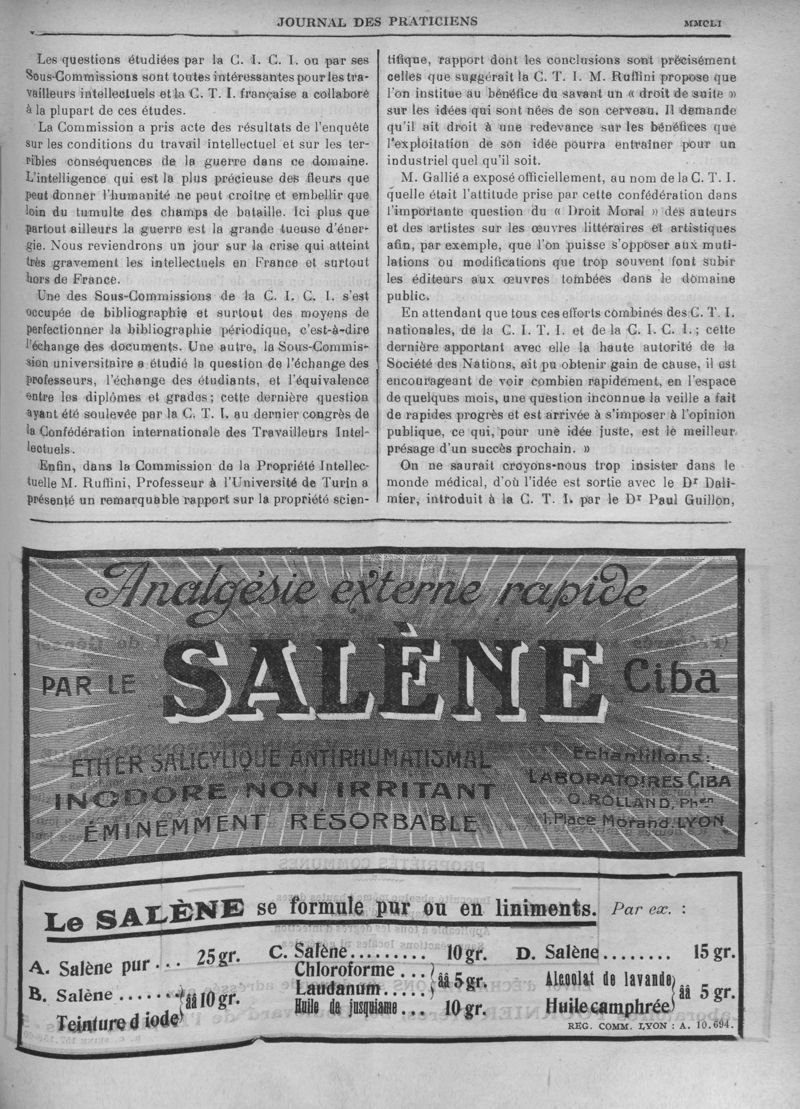 JOURNAL DES PRATICIENS
MMCLI
Les questions étudiées par la C. I. C. I. ou par ses
Sous-Commissions sont toutes intéressantes pour les tra-
vailleurs intellectuels et la C. T. I. française a collaboré
à la plupart de ces études.
La Commission a pris acte des résultats de l'enquête
sur les conditions du travail intellectuel et sur les ter-
ribles conséquences de la guerre dans ce domaine.
L'intelligence qui est la plus précieuse des fleurs que
peut donner l'humanité ne peut croître et embellir que
loin du tumulte des champs de bataille. Ici plus que
partout ailleurs la guerre est la grande tueuse d'éner-
gie. Nous reviendrons un jour sur la crise qui atteint
très gravement les intellectuels en France et surtout
hors de France.
Une des Sous-Commissions de la C. I. C. I. s'est
occupée de bibliographie et surtout des moyens de
perfectionner la bibliographie périodique, c'est-à-dire
l'échange des documents. Une autre, la Sous-Commis-
sion universitaire a étudié la question de l'échange des
professeurs, l'échange des étudiants, et l'équivalence
entre les diplômes et grades; cette dernière question
ayant été soulevée par la C. T. I. au dernier congrès de
la Confédération internationale des Travailleurs Intel-
lectuels.
Enfin, dans la Commission de la Propriété Intellec-
tuelle M. Ruffini, Professeur à l'Université de Turin a
présenté un remarquable rapport sur la propriété scien-
tifique, rapport dont les conclusions sont précisément
celles que suggérait la C. T. I. M. Ruffini propose que
l'on institue au bénéfice du savant un « droit de suite »
sur les idées qui sont nées de son cerveau. Il demande
qu'il ait droit à une redevance sur les bénéfices que
l'exploitation de son idée pourra entraîner pour un
industriel quel qu'il soit.
M. Gallié a exposé officiellement, au nom de la C. T. I.
quelle était l'attitude prise par cette confédération dans
l'importante question du « Droit Moral » des auteurs
et des artistes sur les œuvres littéraires et artistiques
afin, par exemple, que l'on puisse s'opposer aux muti-
lations ou modifications que trop souvent font subir
les éditeurs aux œuvres tombées dans le domaine
public.
En attendant que tous ces efforts combinés des C. T. I.
nationales, de la C. I. T. I. et de la C. I. C. I.; cette
dernière apportant avec elle la haute autorité de la
Société des Nations, ait pu obtenir gain de cause, il est
encourageant de voir combien rapidement, en l'espace
de quelques mois, une question inconnue la veille a fait
de rapides progrès et est arrivée à s'imposer à l'opinion
publique, ce qui, pour une idée juste, est le meilleur
présage d'un succès prochain. »
On ne saurait croyons-nous trop insister dans le
monde médical, d'où l'idée est sortie avec le Dr Dali-
mier, introduit à la C. T. I. par le Dr Paul Guillon,
Analgésie externe rapide
PAR LE SALÈNE Ciba
ETHER SALICYLIQUE ANTIRHUMATISMAL
INODORE NON IRRITANT
ÉMINEMMENT RÉSORBABLE
Echantillons:
LABORATOIRES CIBA
O. ROLLAND, Phen
1, Place Morand. LYON
Le SALÈNE se formule pur ou en liniments. Par ex. :
A. Salène pur... 25 gr.
B. Salène.......
Teinture d iode } ââ 10 gr.
C. Salène......... 10 gr.
Chloroforme...
Laudanum..... } ââ 5 gr.
Huile de jusquiame... 10 gr.
D. Salène........ 15 gr.
Alcoolat de lavande
Huile camphrée } ââ 5 gr.
REG. COMM. LYON : A. 10.694.